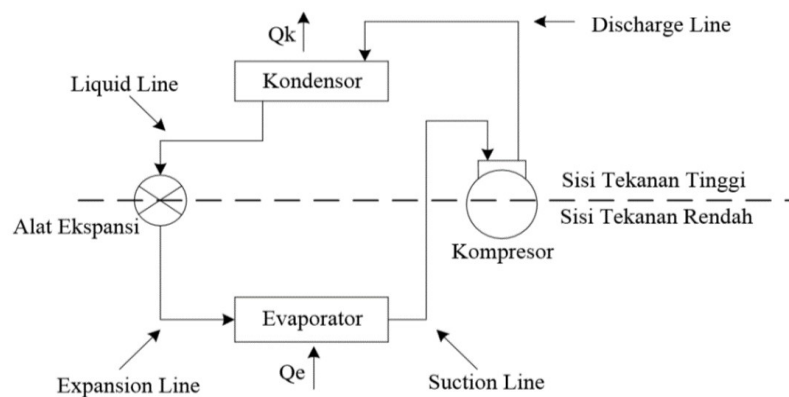 Qk
Discharge Line
Liquid Line
Kondensor
Sisi Tekanan Tinggi
Alat Ekspansi
Sisi Tekanan Rendah
Kompresor
Evaporator
Expansion Line
Qe
Suction Line